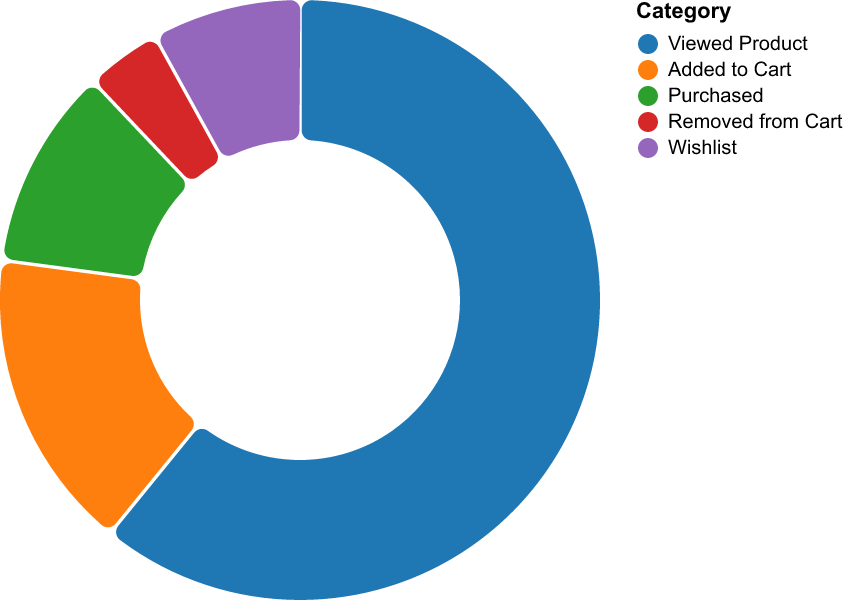 Category
Viewed Product
Added to Cart
Purchased
Removed from Cart
Wishlist